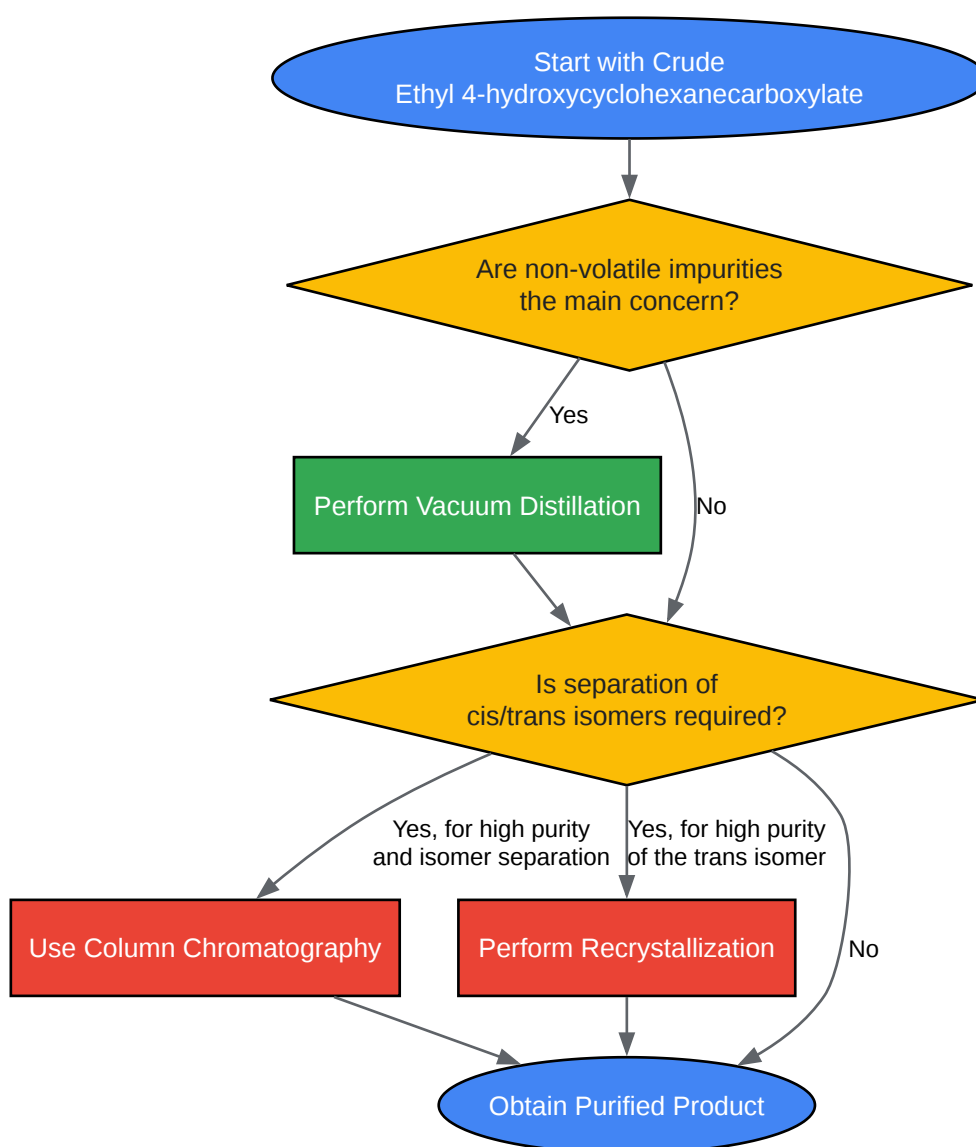 Start with Crude
Ethyl 4-hydroxycyclohexanecarboxylate
Are non-volatile impurities
the main concern?
Yes
Perform Vacuum Distillation
No
Is separation of
cis/trans isomers required?
Yes, for high purity
and isomer separation
Yes, for high purity
of the trans isomer
No
Use Column Chromatography
Perform Recrystallization
Obtain Purified Product